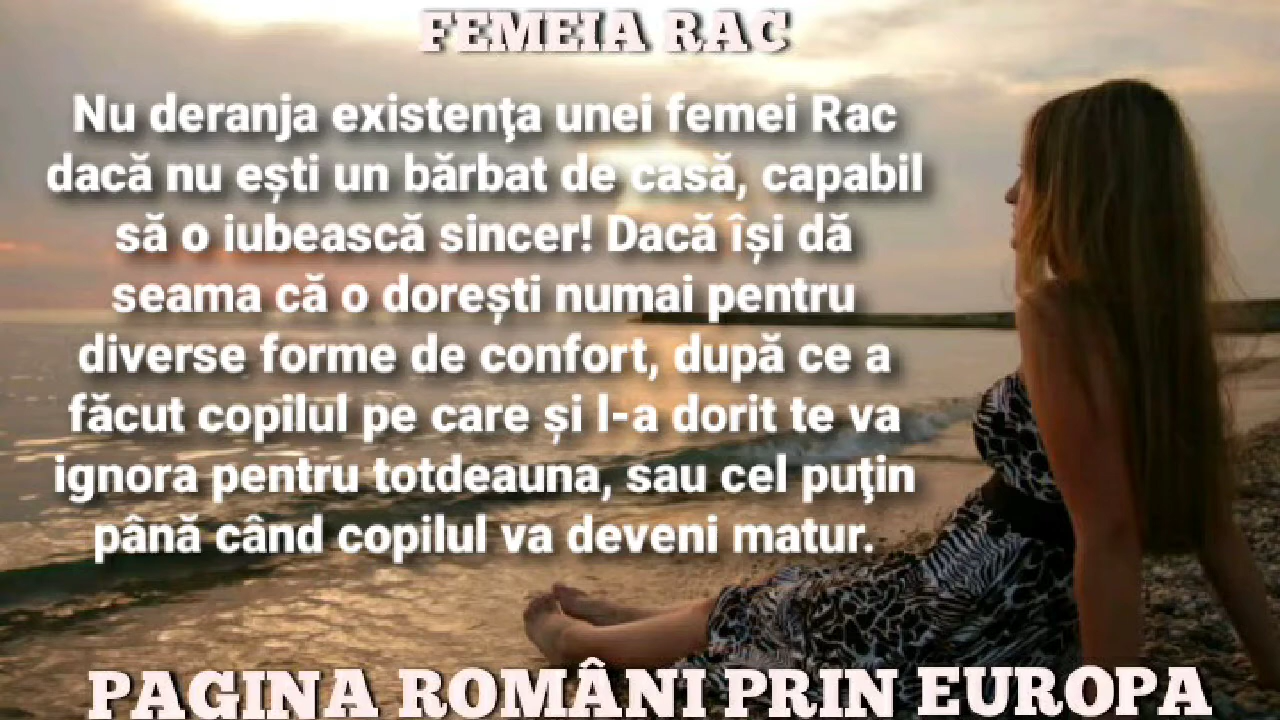 FEMEIA RAC
Nu deranja existenţa unei femei Rac
dacă nu ești un bărbat de casă, capabil
să o iubească sincer! Dacă își dă
seama că o dorești numai pentru
diverse forme de confort, după ce a
făcut copilul pe care și l-a dorit te va
ignora pentru totdeauna, sau cel puţin
până când copilul va deveni matur.
PAGINA ROMÂNI PRIN EUROPA